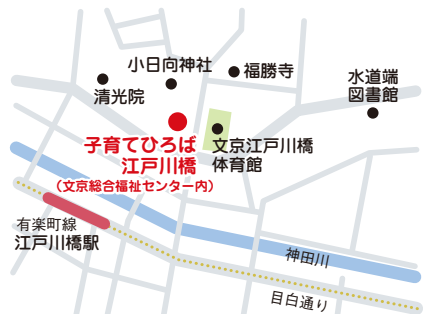 小日向神社
福勝寺
水道端
図書館
清光院
子育てひろば
江戸川橋
(文京総合福祉センター内)
文京江戸川橋
体育館
有楽町線
江戸川橋駅
神田川
目白通り